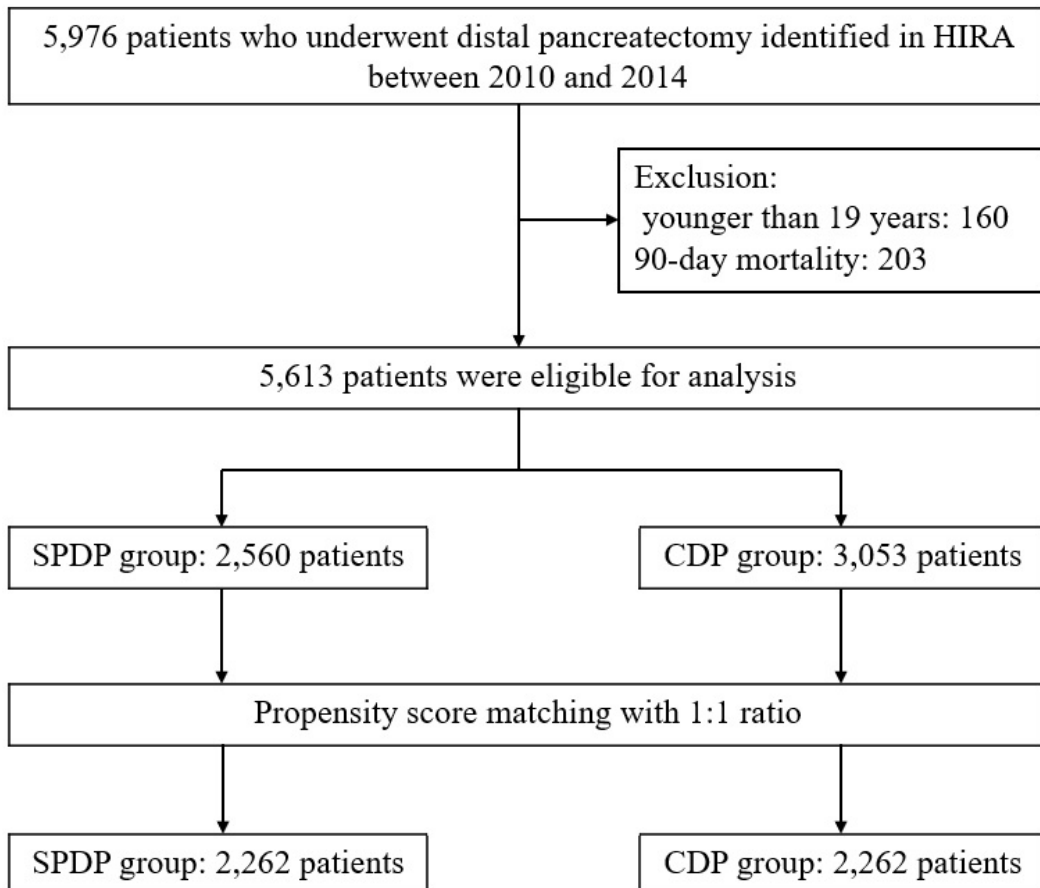 5,976 patients who underwent distal pancreatectomy identified in HIRA
between 2010 and 2014
Exclusion:
younger than 19 years: 160
90-day mortality: 203
5,613 patients were eligible for analysis
SPDP group: 2,560 patients
CDP group: 3,053 patients
Propensity score matching with 1:1 ratio
SPDP group: 2,262 patients
CDP group: 2,262 patients